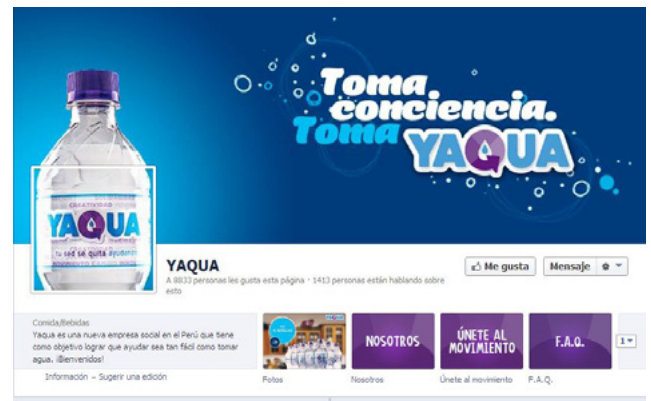 Toma
conciencia.
Toma YAQUA
CREATIVIDAD
YAQUA
tu sed se quita ayudando
YAQUA
A 8833 personas les gusta esta página · 1413 personas están hablando sobre
esto
Me gusta
Mensaje
Comida/Bebidas
Yaqua es una nueva empresa social en el Perú que tiene
como objetivo lograr que ayudar sea tan fácil como tomar
agua. ¡Bienvenidos!
Información – Sugerir una edición
YAQUA
NOSOTROS
ÚNETE AL
MOVIMIENTO
F.A.Q.
1
Fotos
Nosotros
Únete al movimiento
F.A.Q.